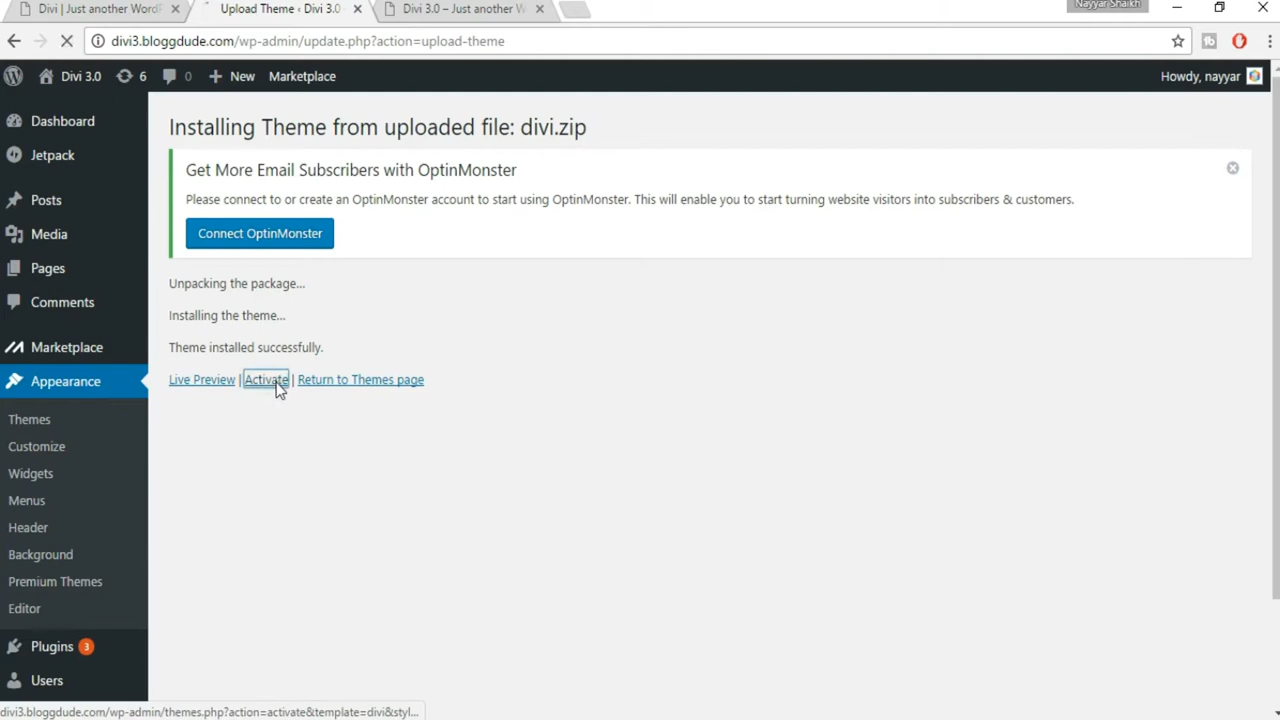 Divi | Just another WordP
Upload Theme ‹ Divi 3.0
Divi 3.0 – Just another W
Nayyar Shaikh
divi3.bloggdude.com/wp-admin/update.php?action=upload-theme
Divi 3.0
6
0
New
Marketplace
Howdy, nayyar
Dashboard
Jetpack
Posts
Media
Pages
Comments
Marketplace
Appearance
Themes
Customize
Widgets
Menus
Header
Background
Premium Themes
Editor
Plugins 3
Users
Installing Theme from uploaded file: divi.zip
Get More Email Subscribers with OptinMonster
Please connect to or create an OptinMonster account to start using OptinMonster. This will enable you to start turning website visitors into subscribers & customers.
Connect OptinMonster
Unpacking the package...
Installing the theme...
Theme installed successfully.
Live Preview | Activate | Return to Themes page
divi3.bloggdude.com/wp-admin/themes.php?action=activate&template=divi&styl...